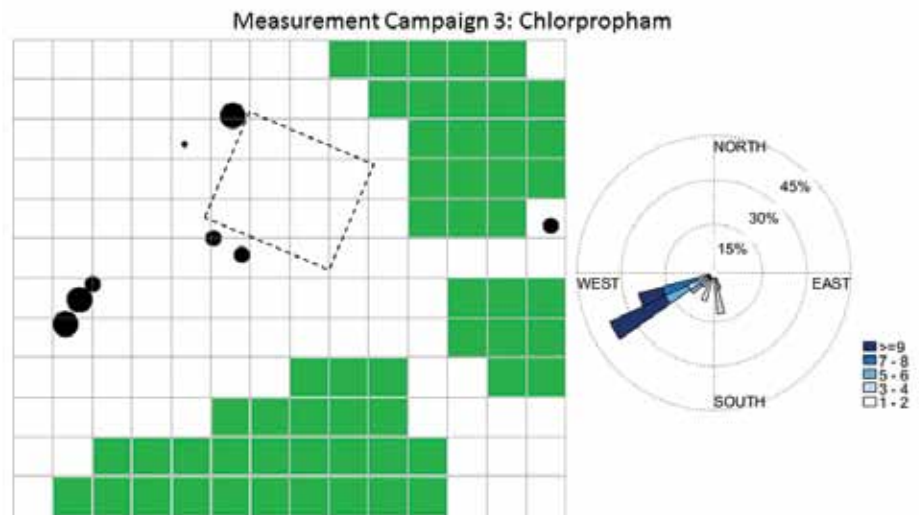 Measurement Campaign 3: Chlorpropham
NORTH
45%
30%
15%
WEST
EAST
SOUTH
>=9
7 - 8
5 - 6
3 - 4
1 - 2